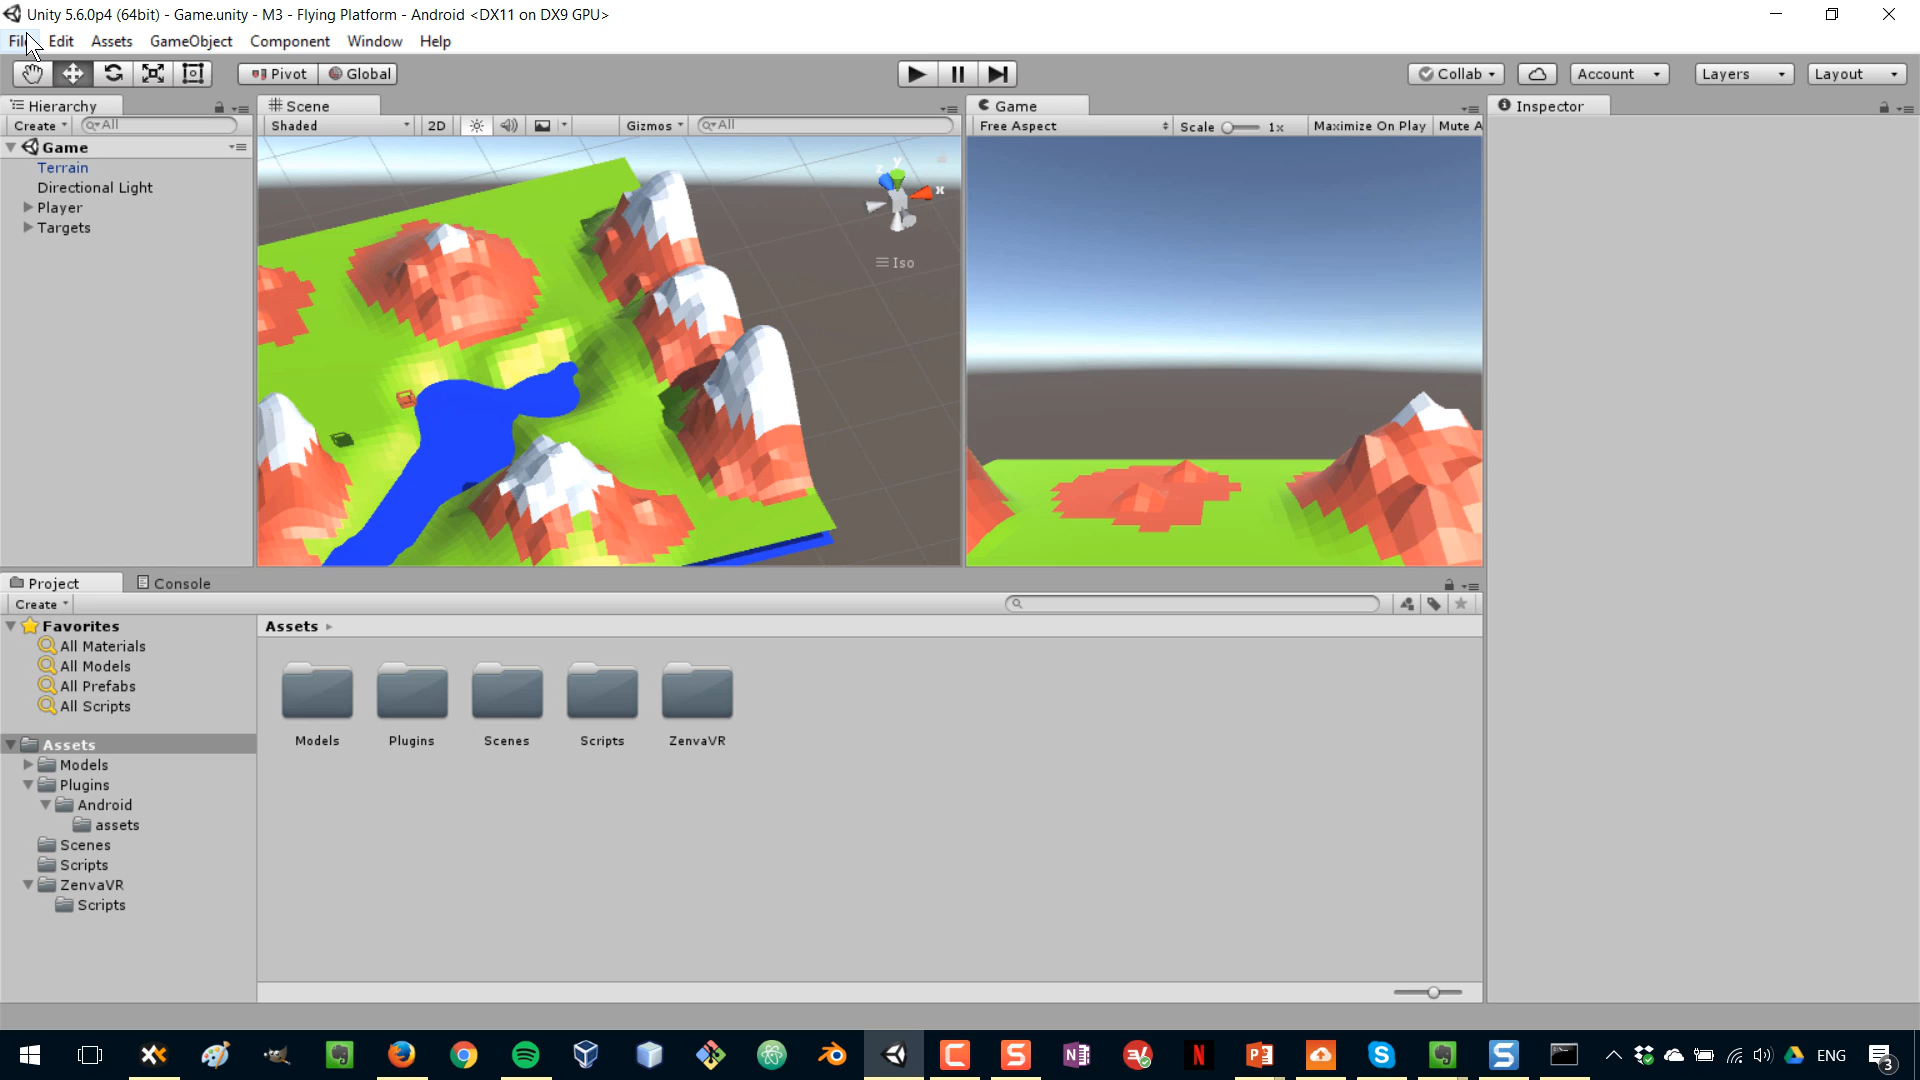 Unity 5.6.0p4 (64bit) - Game.unity - M3 - Flying Platform - Android <DX11 on DX9 GPU>
File Edit Assets GameObject Component Window Help
Pivot Global Collab Account Layers Layout
Hierarchy Scene Game Inspector
Create All Shaded 2D Gizmos All Free Aspect Scale 1x Maximize On Play Mute A
Game
Terrain
Directional Light
Player
Targets
z y x
Iso
Project Console
Create
Favorites
All Materials
All Models
All Prefabs
All Scripts
Assets
Models
Plugins
Android
assets
Scenes
Scripts
ZenvaVR
Scripts
Assets
Models Plugins Scenes Scripts ZenvaVR
ENG 3